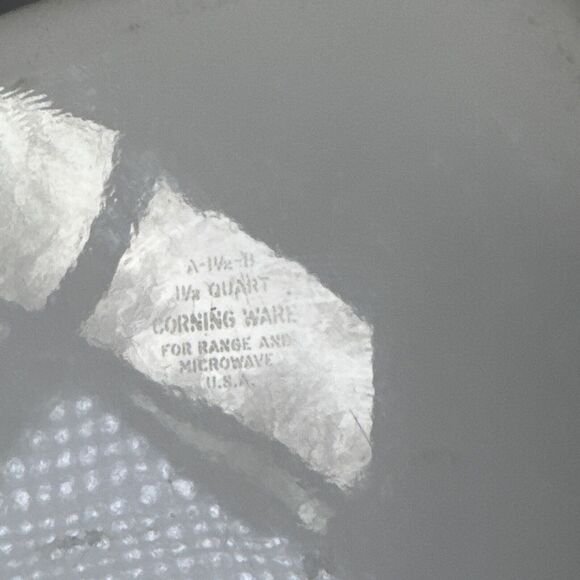 A-1½-B
1½ QUART
CORNING WARE
FOR RANGE AND
MICROWAVE
U.S.A.